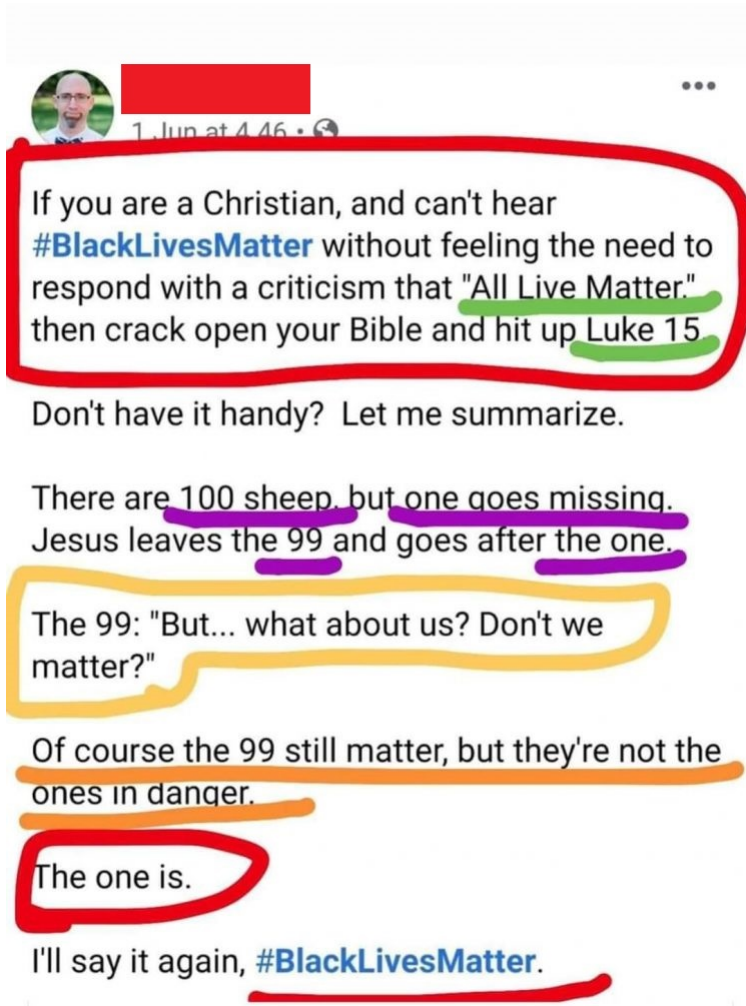 1 Jun at 4.46 •
If you are a Christian, and can't hear
#BlackLivesMatter without feeling the need to
respond with a criticism that "All Live Matter."
then crack open your Bible and hit up Luke 15.
Don't have it handy? Let me summarize.
There are 100 sheep, but one goes missing.
Jesus leaves the 99 and goes after the one.
The 99: "But... what about us? Don't we
matter?"
Of course the 99 still matter, but they're not the
ones in danger.
The one is.
I'll say it again, #BlackLivesMatter.